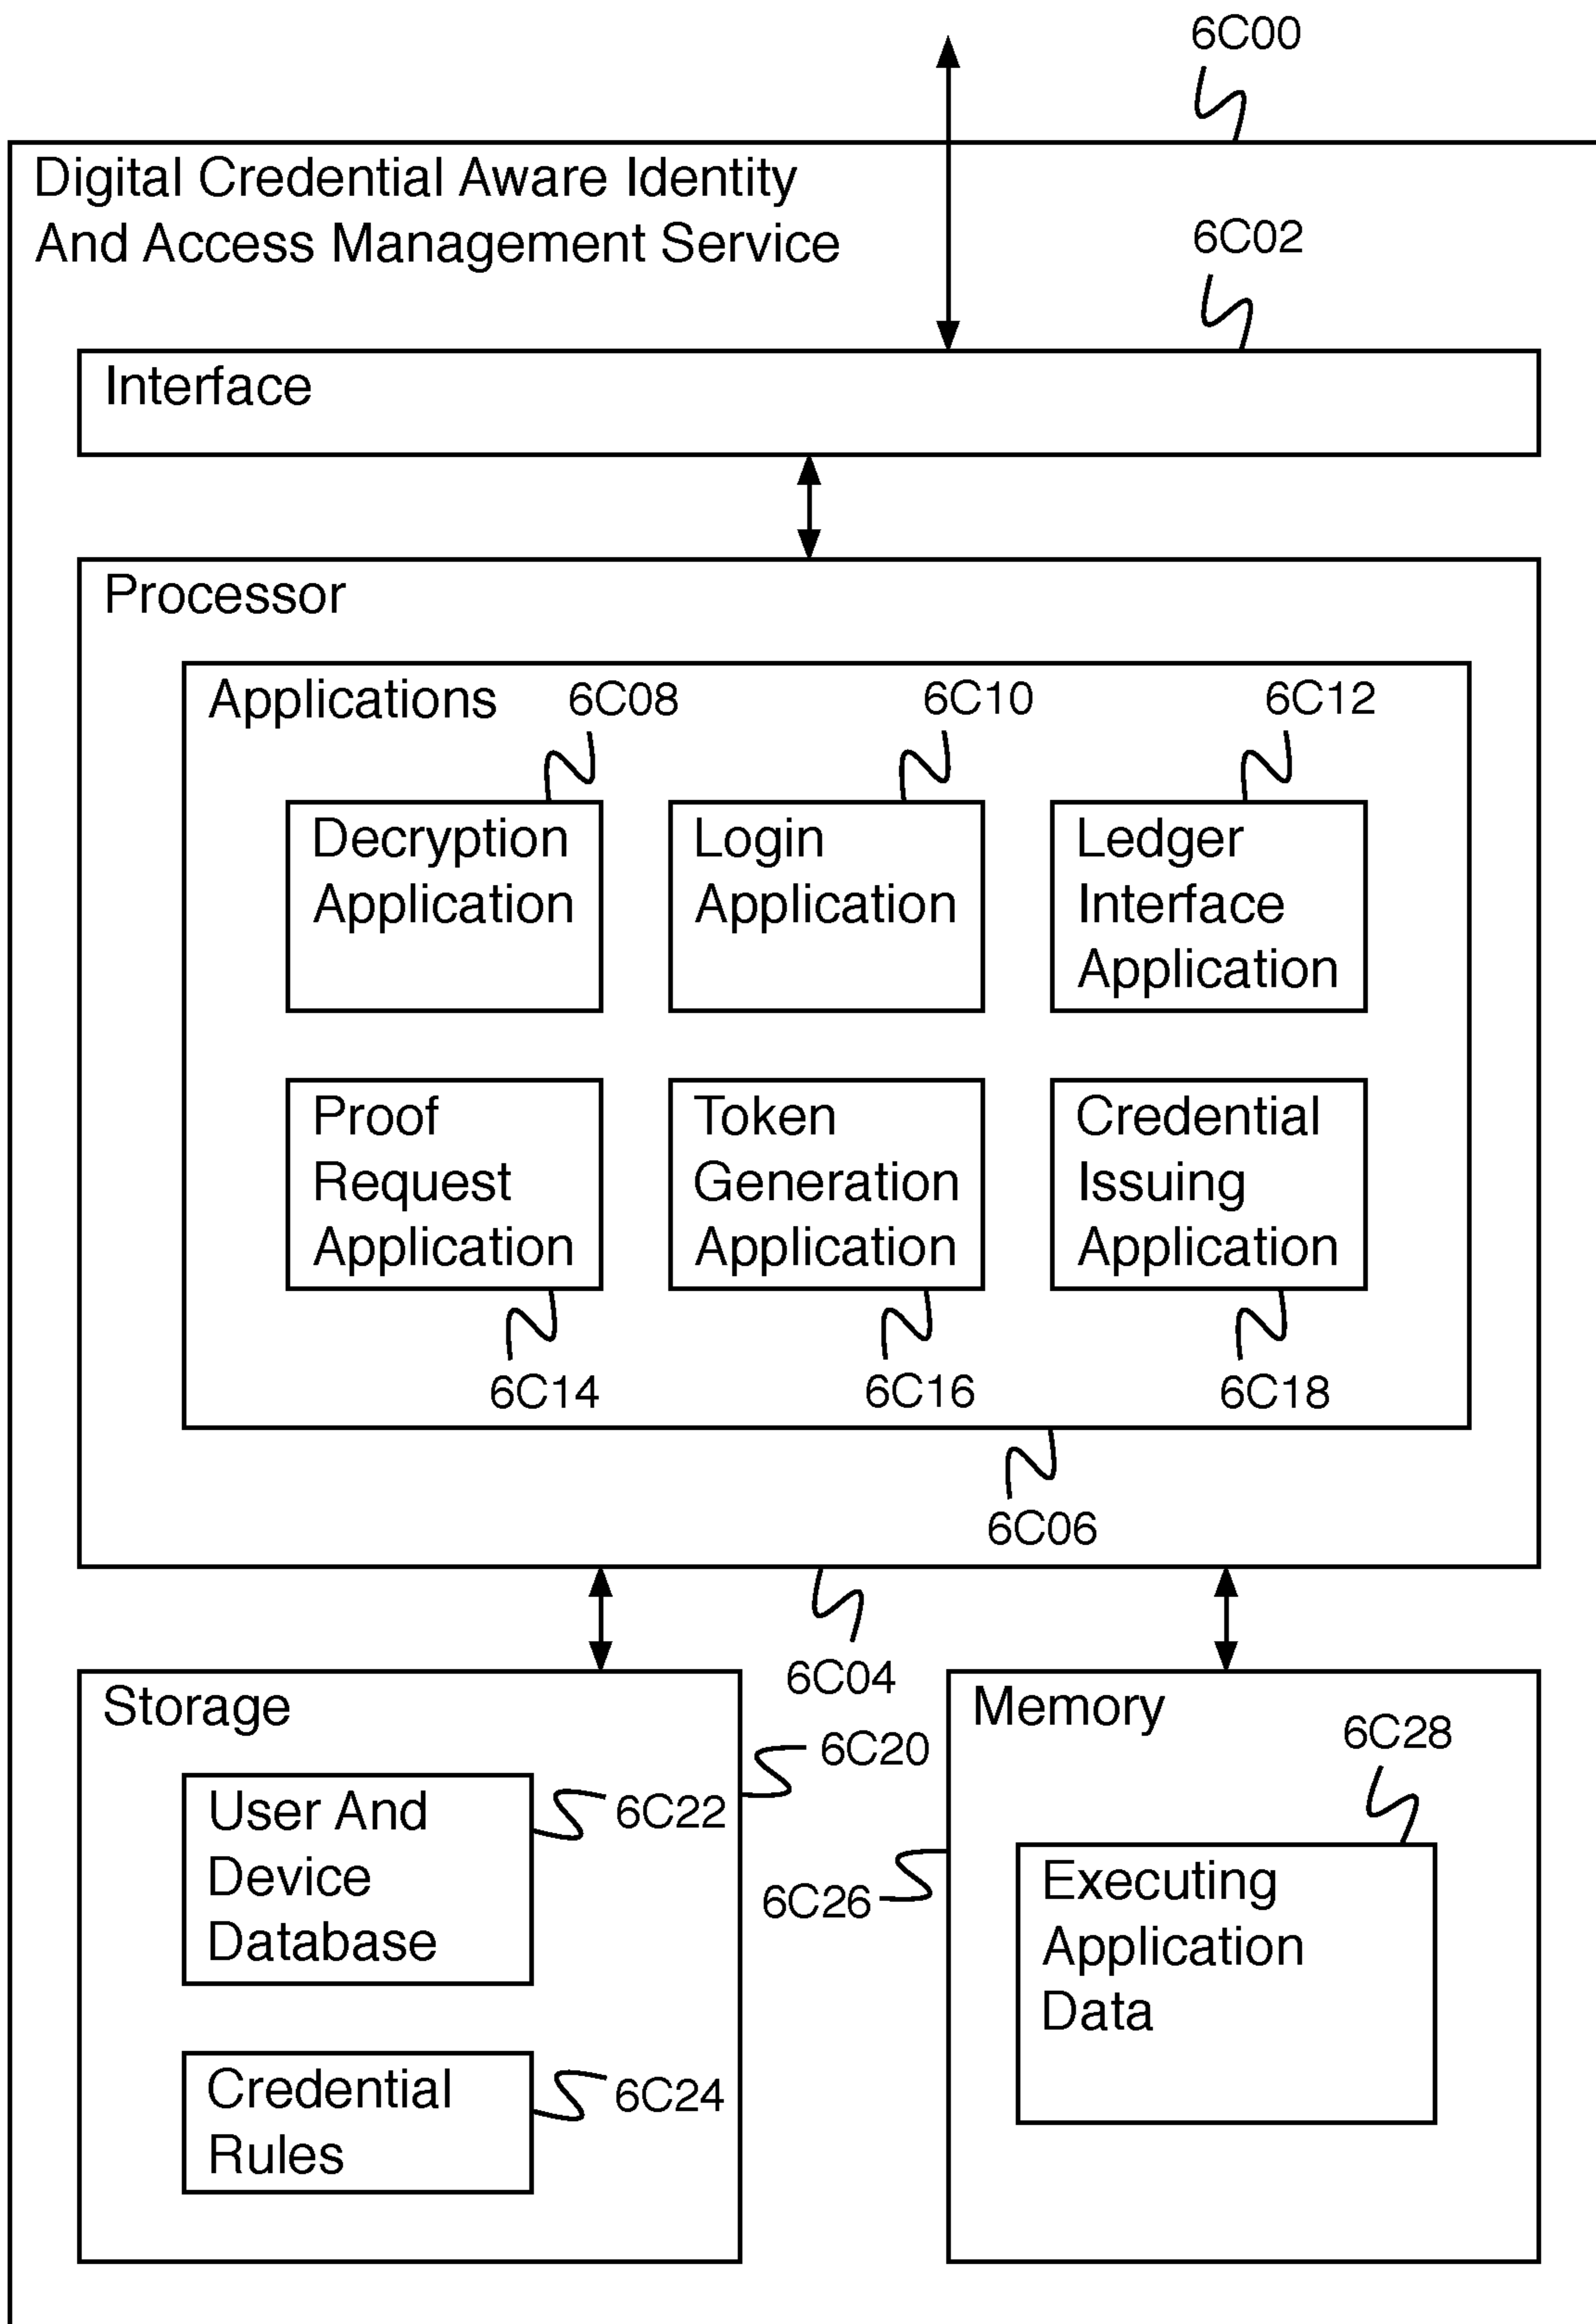 6C00
Digital Credential Aware Identity
And Access Management Service
6C02
Interface
Processor
Applications
6C08
6C10
6C12
Decryption
Application
Login
Application
Ledger
Interface
Application
Proof
Request
Application
Token
Generation
Application
Credential
Issuing
Application
6C14
6C16
6C18
6C06
6C04
Storage
6C20
User And
Device
Database
6C22
Credential
Rules
6C24
Memory
6C26
6C28
Executing
Application
Data